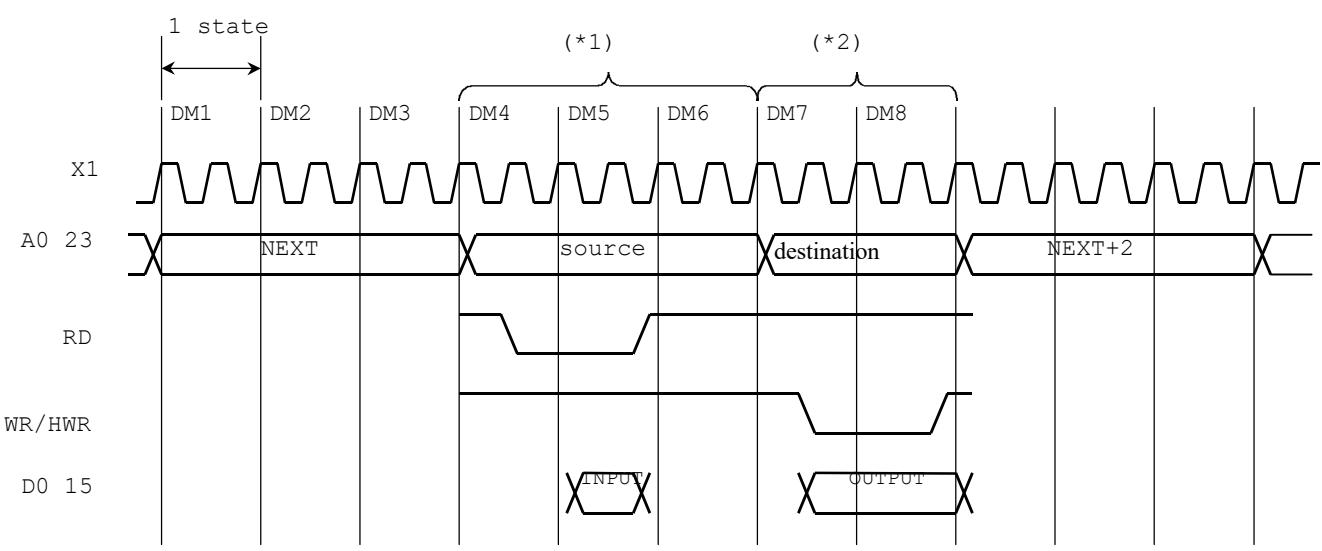 1 state
(*1) (*2)
DM1 DM2 DM3 DM4 DM5 DM6 DM7 DM8
X1
A0 23 NEXT source destination NEXT+2
RD
WR/HWR
D0 15 INPUT OUTPUT